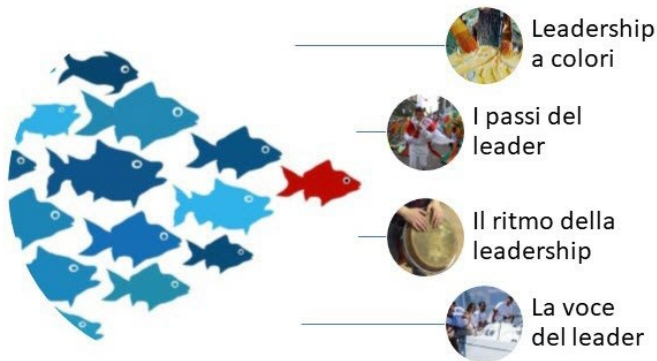 Leadership
a colori
I passi del
leader
Il ritmo della
leadership
La voce
del leader